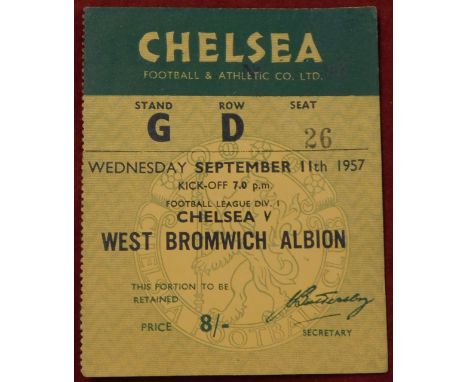 CHELSEA
FOOTBALL & ATHLETIC CO. LTD.
STAND ROW SEAT
G D 26
WEDNESDAY SEPTEMBER 11th 1957
KICK-OFF 7.0 p.m.
FOOTBALL LEAGUE DIV. 1
CHELSEA V
WEST BROMWICH ALBION
THIS PORTION TO BE
RETAINED
PRICE 8/-
SECRETARY